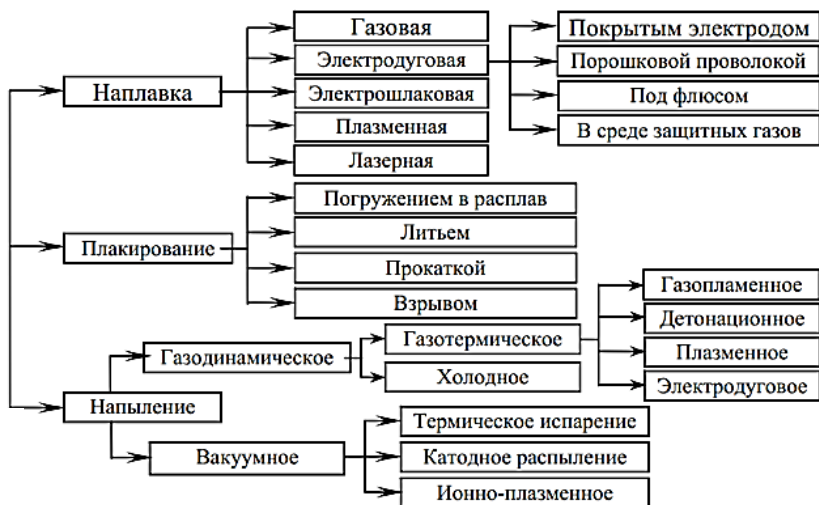 Наплавка
Газовая
Электродуговая
Электрошлаковая
Плазменная
Лазерная
Покрытым электродом
Порошковой проволокой
Под флюсом
В среде защитных газов
Плакирование
Погружением в расплав
Литьем
Прокаткой
Взрывом
Напыление
Газодинамическое
Газотермическое
Холодное
Газопламенное
Детонационное
Плазменное
Электродуговое
Вакуумное
Термическое испарение
Катодное распыление
Ионно-плазменное